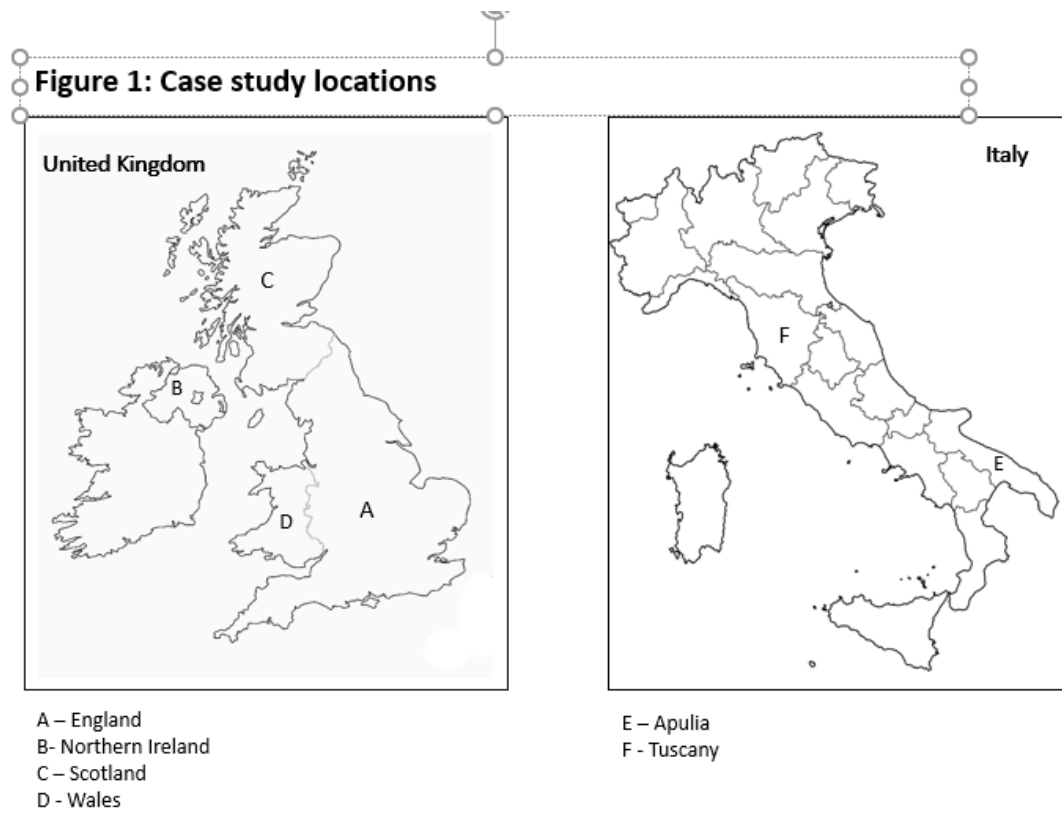 Figure 1: Case study locations
United Kingdom
C
B
D
A
Italy
F
E
A – England
B- Northern Ireland
C – Scotland
D - Wales
E – Apulia
F - Tuscany